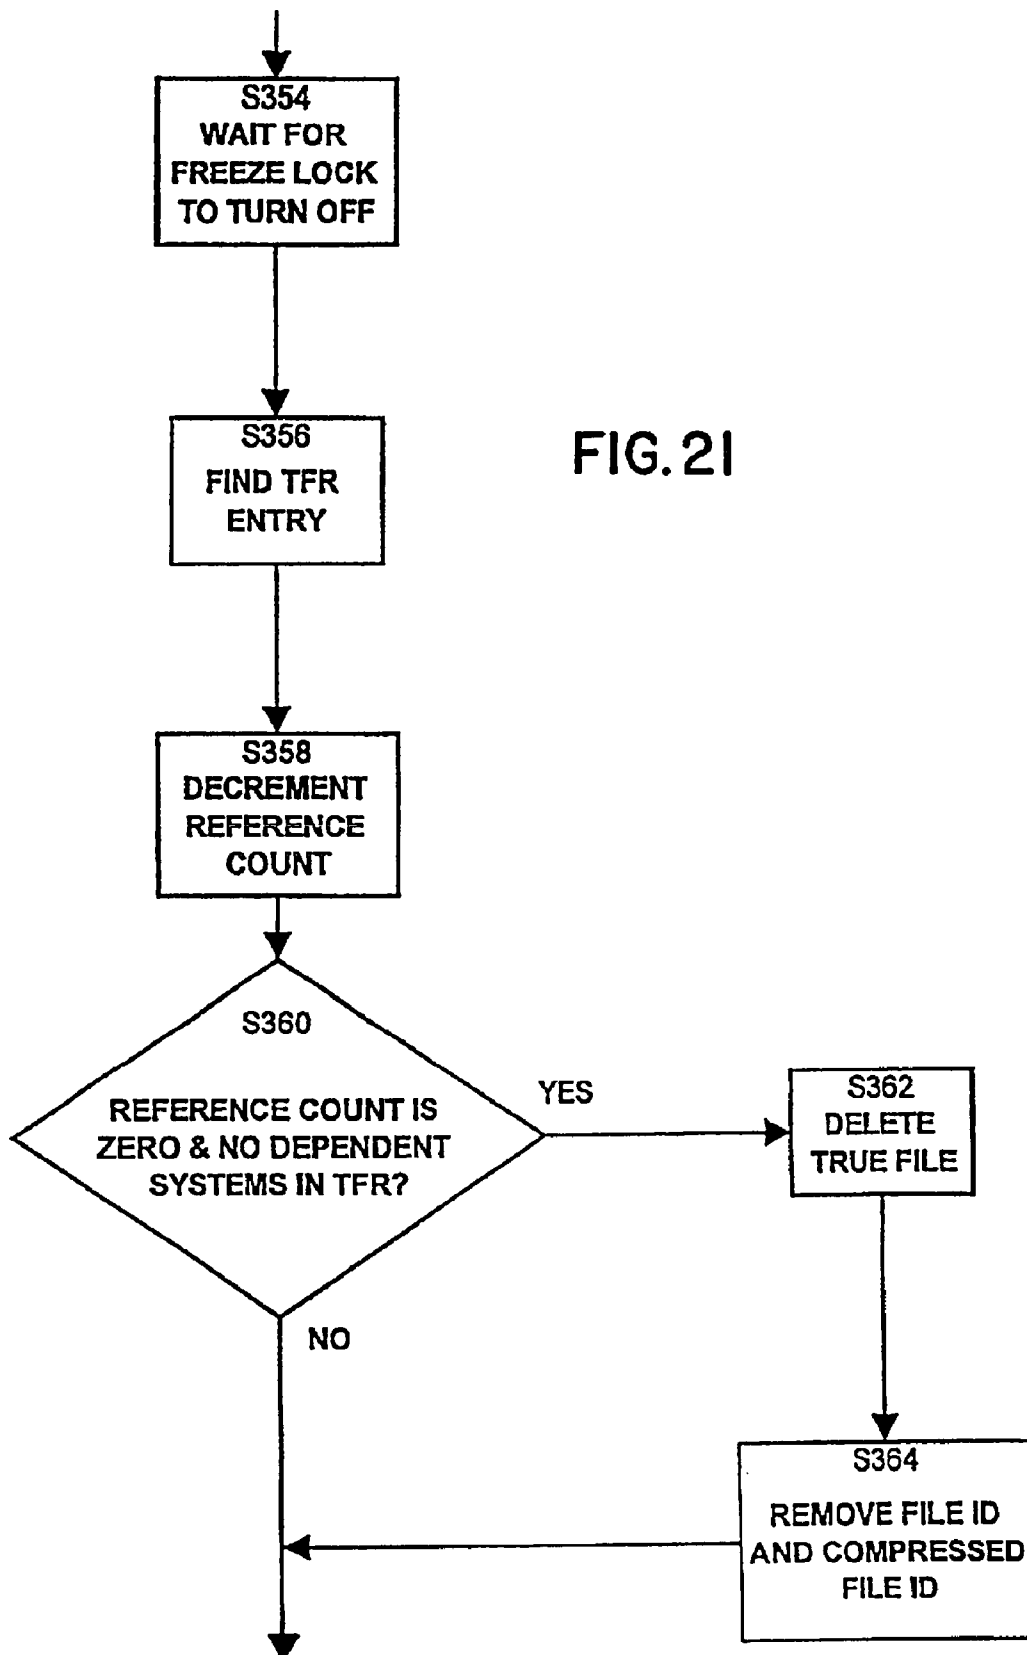 S354
WAIT FOR
FREEZE LOCK
TO TURN OFF
S356
FIND TFR
ENTRY
FIG. 21
S358
DECREMENT
REFERENCE
COUNT
S360
REFERENCE COUNT IS
ZERO & NO DEPENDENT
SYSTEMS IN TFR?
YES
S362
DELETE
TRUE FILE
NO
S364
REMOVE FILE ID
AND COMPRESSED
FILE ID